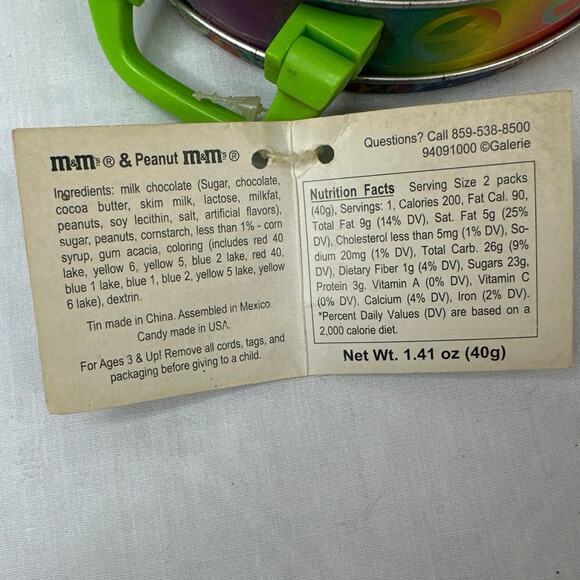 m&m's® & Peanut m&m's®
Ingredients: milk chocolate (Sugar, chocolate,
cocoa butter, skim milk, lactose, milkfat,
peanuts, soy lecithin, salt, artificial flavors),
sugar, peanuts, cornstarch, less than 1% - corn
syrup, gum acacia, coloring (includes red 40
lake, yellow 6, yellow 5, blue 2 lake, red 40,
blue 1 lake, blue 1, blue 2, yellow 5 lake, yellow
6 lake), dextrin.
Tin made in China. Assembled in Mexico.
Candy made in USA.
For Ages 3 & Up! Remove all cords, tags, and
packaging before giving to a child.
Questions? Call 859-538-8500
94091000 ©Galerie
Nutrition Facts Serving Size 2 packs
(40g), Servings: 1, Calories 200, Fat Cal. 90,
Total Fat 9g (14% DV), Sat. Fat 5g (25%
DV), Cholesterol less than 5mg (1% DV), So-
dium 20mg (1% DV), Total Carb. 26g (9%
DV), Dietary Fiber 1g (4% DV), Sugars 23g,
Protein 3g. Vitamin A (0% DV), Vitamin C
(0% DV), Calcium (4% DV), Iron (2% DV).
*Percent Daily Values (DV) are based on a
2,000 calorie diet.
Net Wt. 1.41 oz (40g)